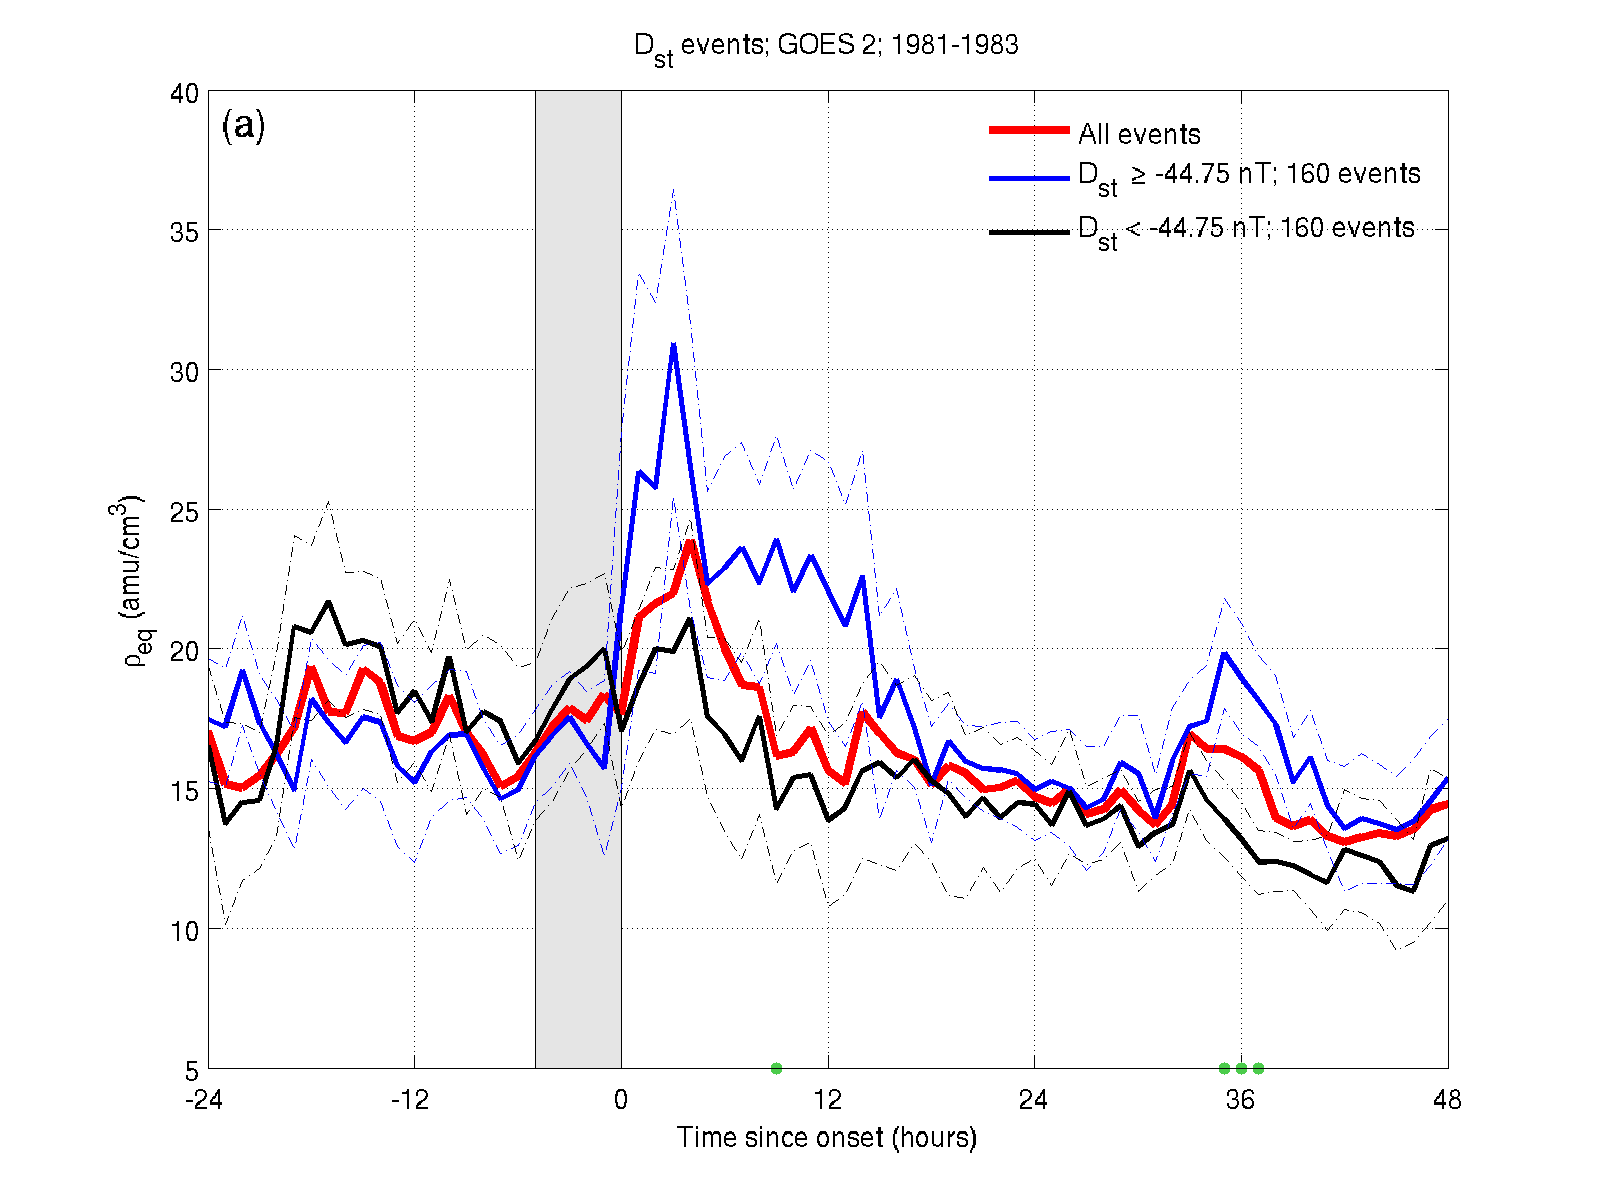 D_st events; GOES 2; 1981-1983
(a)
All events
D_st ≥ -44.75 nT; 160 events
D_st < -44.75 nT; 160 events
40
35
30
25
20
15
10
5
ρ_eq (amu/cm^3)
-24
-12
0
12
24
36
48
Time since onset (hours)